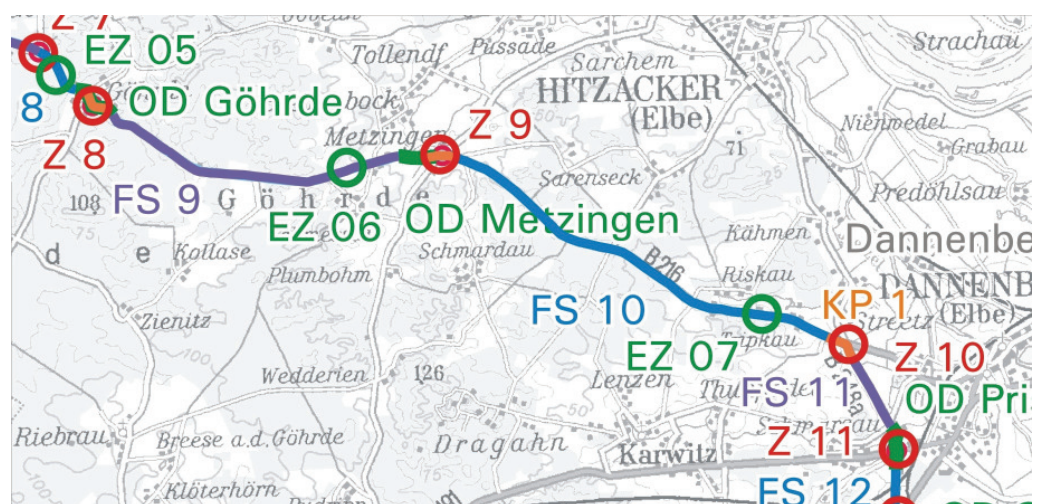 Z 7
EZ 05
8
OD Göhrde
Z 8
FS 9
Tollendf
Pussade
Sarchem
HITZACKER
(Elbe)
Strachau
Metzingen
Z 9
71
Nienwedel
Grabau
Sarenseck
Predöhlsau
108
Göhrde
EZ 06
OD Metzingen
Kähmen
Dannenbe
d e
Kollase
Schmardau
B216
Plumbohm
Riskau
DANNENB
(Elbe)
FS 10
KP 1
Streetz
Zienitz
EZ 07
Z 10
Wedderien
126
Lenzen
FS 11
OD Pri
Riebrau
Breese a.d. Göhrde
Dragahn
Karwitz
Z 11
Klöterhörn
FS 12